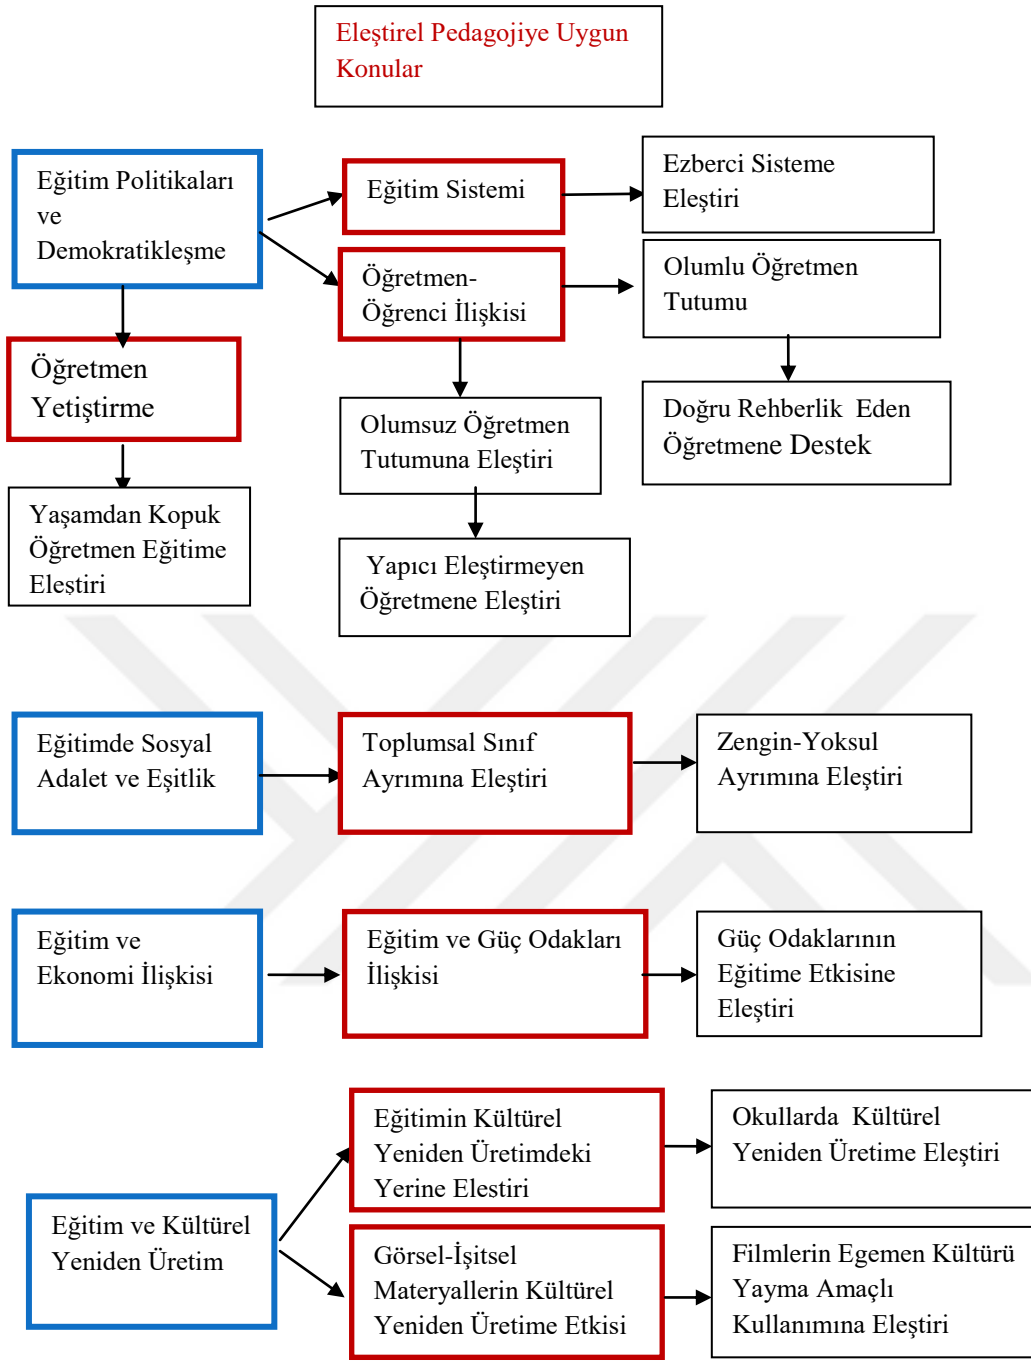 Eleştirel Pedagojiye Uygun
Konular
Eğitim Politikaları
ve
Demokratikleşme
Eğitim Sistemi
Ezberci Sisteme
Eleştiri
Öğretmen-
Öğrenci İlişkisi
Olumlu Öğretmen
Tutumu
Öğretmen
Yetiştirme
Olumsuz Öğretmen
Tutumuna Eleştiri
Doğru Rehberlik Eden
Öğretmene Destek
Yaşamdan Kopuk
Öğretmen Eğitime
Eleştiri
Yapıcı Eleştirmeyen
Öğretmene Eleştiri
Eğitimde Sosyal
Adalet ve Eşitlik
Toplumsal Sınıf
Ayrımına Eleştiri
Zengin-Yoksul
Ayrımına Eleştiri
Eğitim ve
Ekonomi İlişkisi
Eğitim ve Güç Odakları
İlişkisi
Güç Odaklarının
Eğitime Etkisine
Eleştiri
Eğitim ve Kültürel
Yeniden Üretim
Eğitimin Kültürel
Yeniden Üretimdeki
Yerine Elestiri
Okullarda Kültürel
Yeniden Üretime Eleştiri
Görsel-İşitsel
Materyallerin Kültürel
Yeniden Üretime Etkisi
Filmlerin Egemen Kültürü
Yayma Amaçlı
Kullanımına Eleştiri